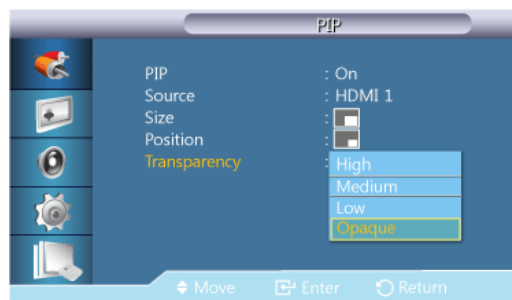 PIP
PIP : On
Source : HDMI 1
Size :
Position :
Transparency :
High
Medium
Low
Opaque
Move Enter Return